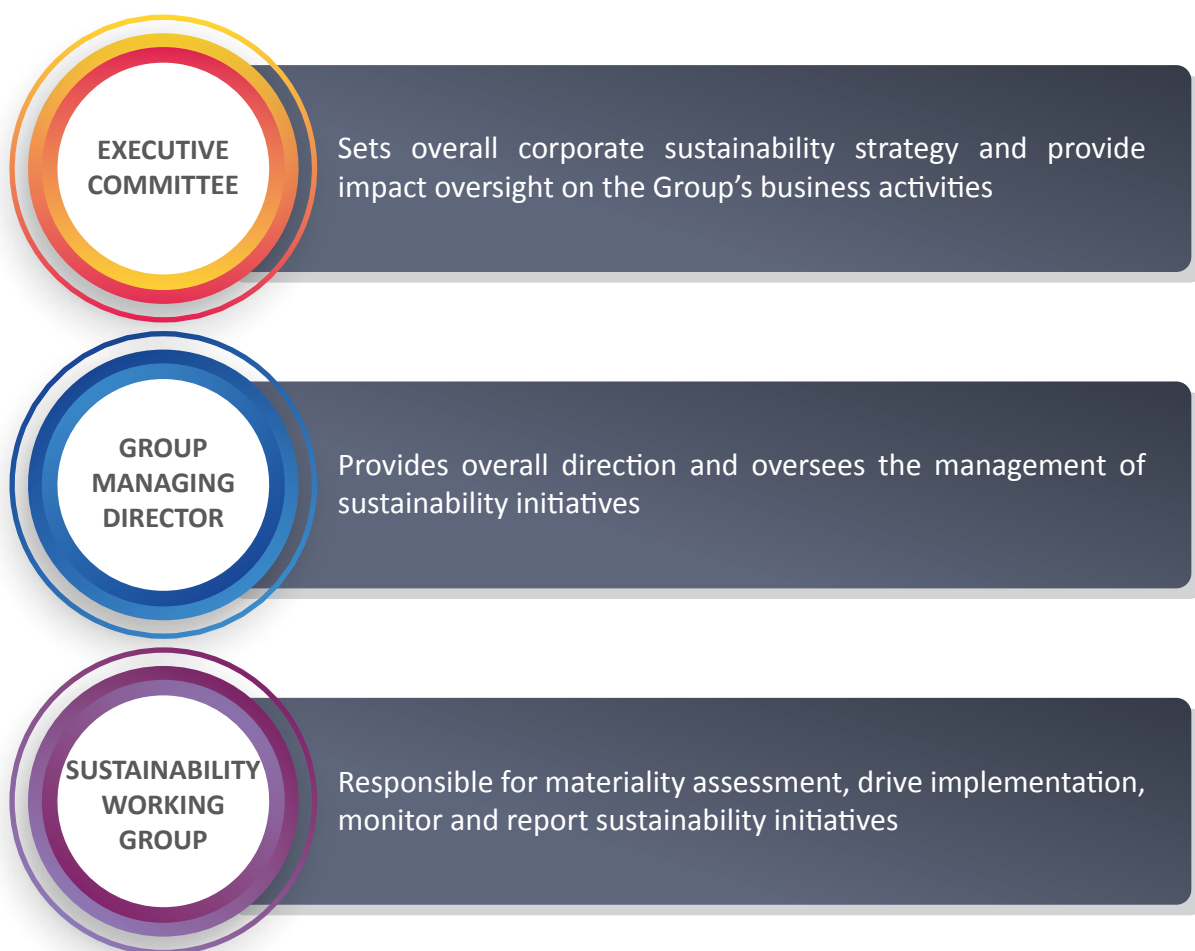 EXECUTIVE
COMMITTEE
Sets overall corporate sustainability strategy and provide
impact oversight on the Group’s business activities
GROUP
MANAGING
DIRECTOR
Provides overall direction and oversees the management of
sustainability initiatives
SUSTAINABILITY
WORKING
GROUP
Responsible for materiality assessment, drive implementation,
monitor and report sustainability initiatives